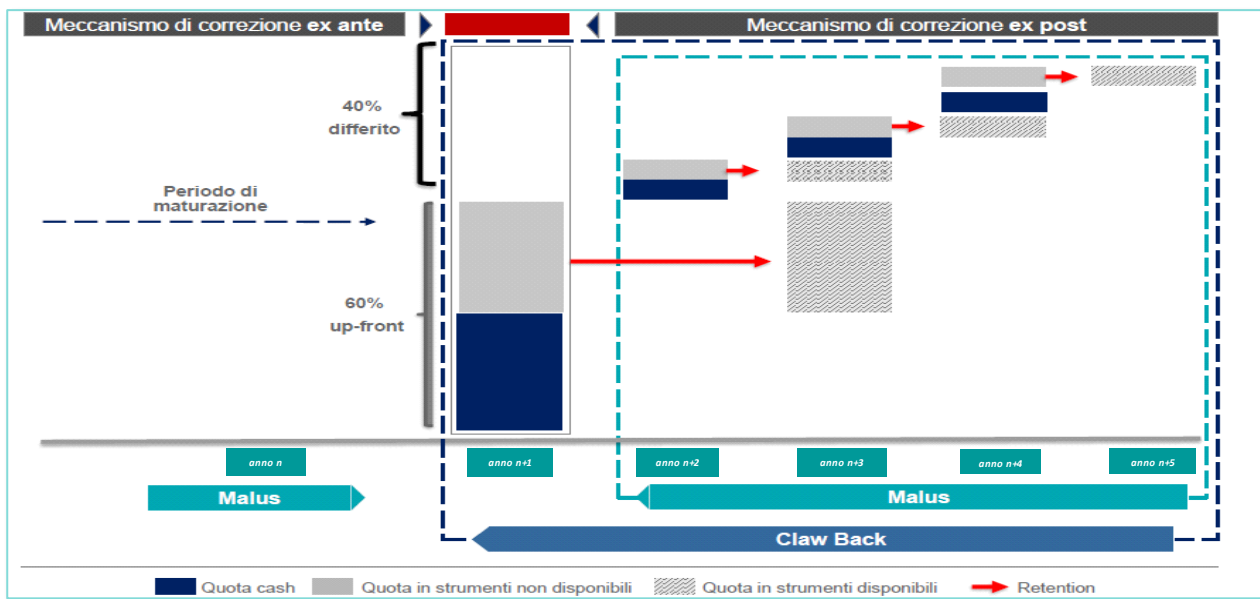 Meccanismo di correzione ex ante
Meccanismo di correzione ex post
40%
differito
Periodo di
maturazione
60%
up-front
anno n
anno n+1
anno n+2
anno n+3
anno n+4
anno n+5
Malus
Malus
Claw Back
Quota cash
Quota in strumenti non disponibili
Quota in strumenti disponibili
Retention